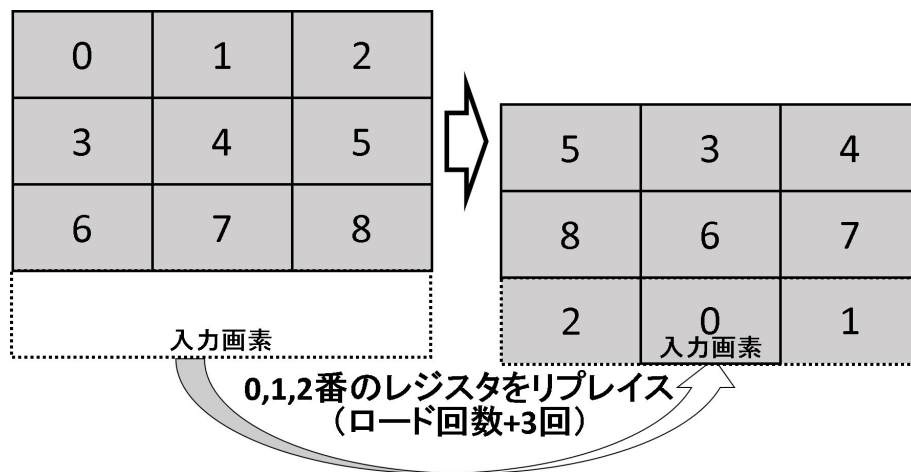 0 1 2
3 4 5
6 7 8
入力画素
5 3 4
8 6 7
2 0 1
入力画素
0,1,2番のレジスタをリプレイス
（ロード回数+3回）